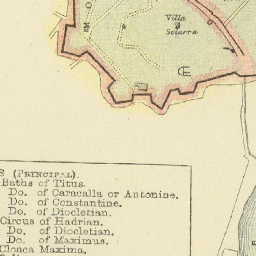 Villa
Sciarra
S (PRINCIPAL).
Baths of Titus.
Do. of Caracalla or Antonine.
Do. of Constantine.
Do. of Diocletian.
Circus of Hadrian.
Do. of Diocletian.
Do. of Maximus.
Cloaca Maxima.